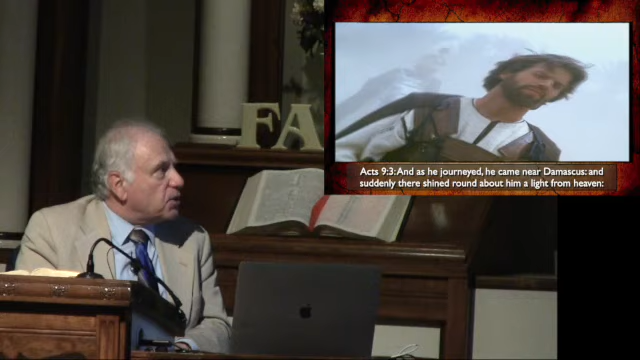 FA
Acts 9:3: And as he journeyed, he came near Damascus: and
suddenly there shined round about him a light from heaven: